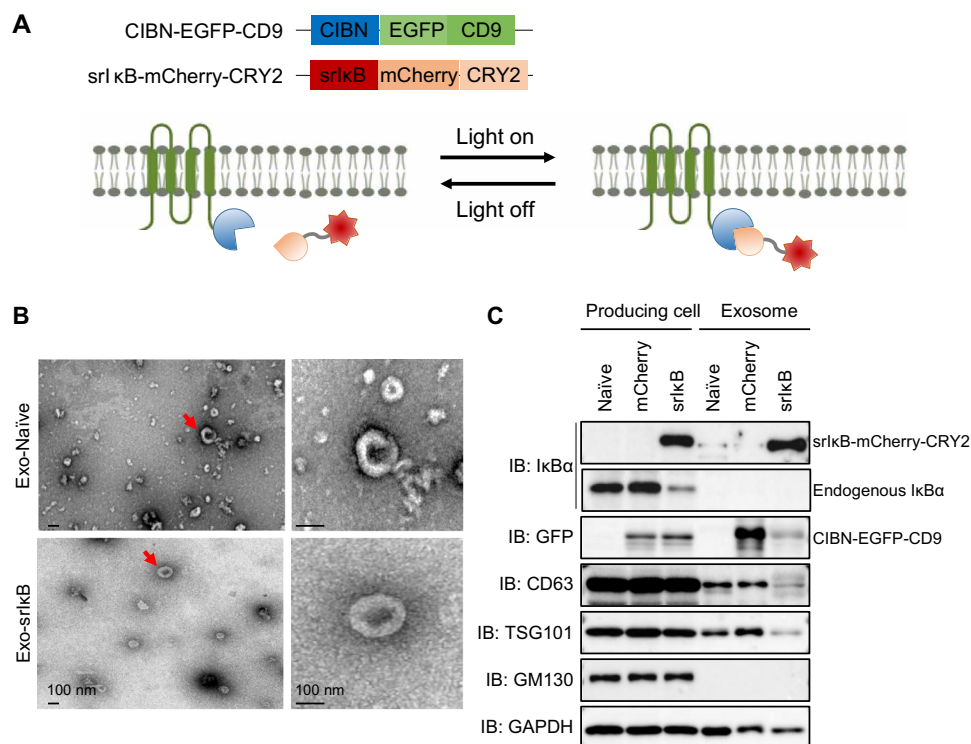 A
CIBN-EGFP-CD9 CIBN EGFP CD9
srIκB-mCherry-CRY2 srIκB mCherry CRY2
Light on
Light off
B
Exo-Naïve
Exo-srIκB
100 nm 100 nm
C
Producing cell Exosome
Naïve mCherry srIκB Naïve mCherry srIκB
IB: IκBα srIκB-mCherry-CRY2
Endogenous IκBα
IB: GFP CIBN-EGFP-CD9
IB: CD63
IB: TSG101
IB: GM130
IB: GAPDH